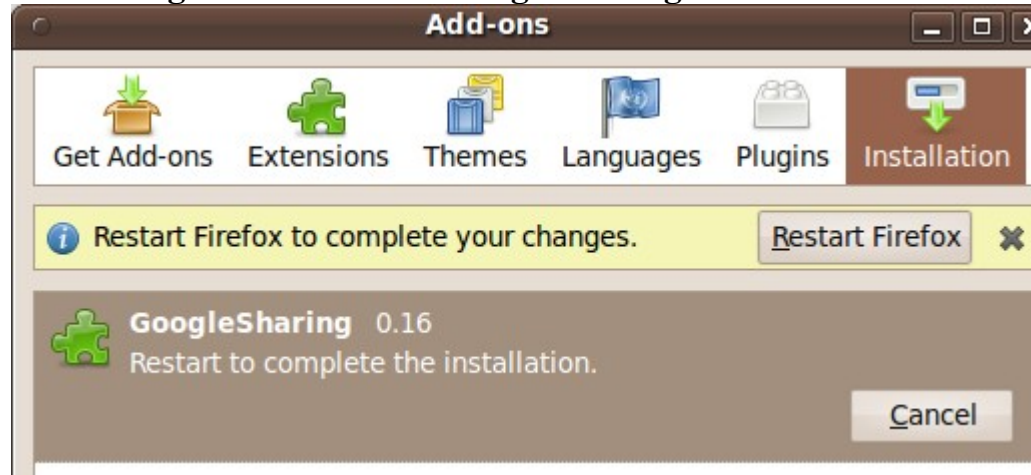 Add-ons
Get Add-ons Extensions Themes Languages Plugins Installation
Restart Firefox to complete your changes. Restart Firefox
GoogleSharing 0.16
Restart to complete the installation.
Cancel